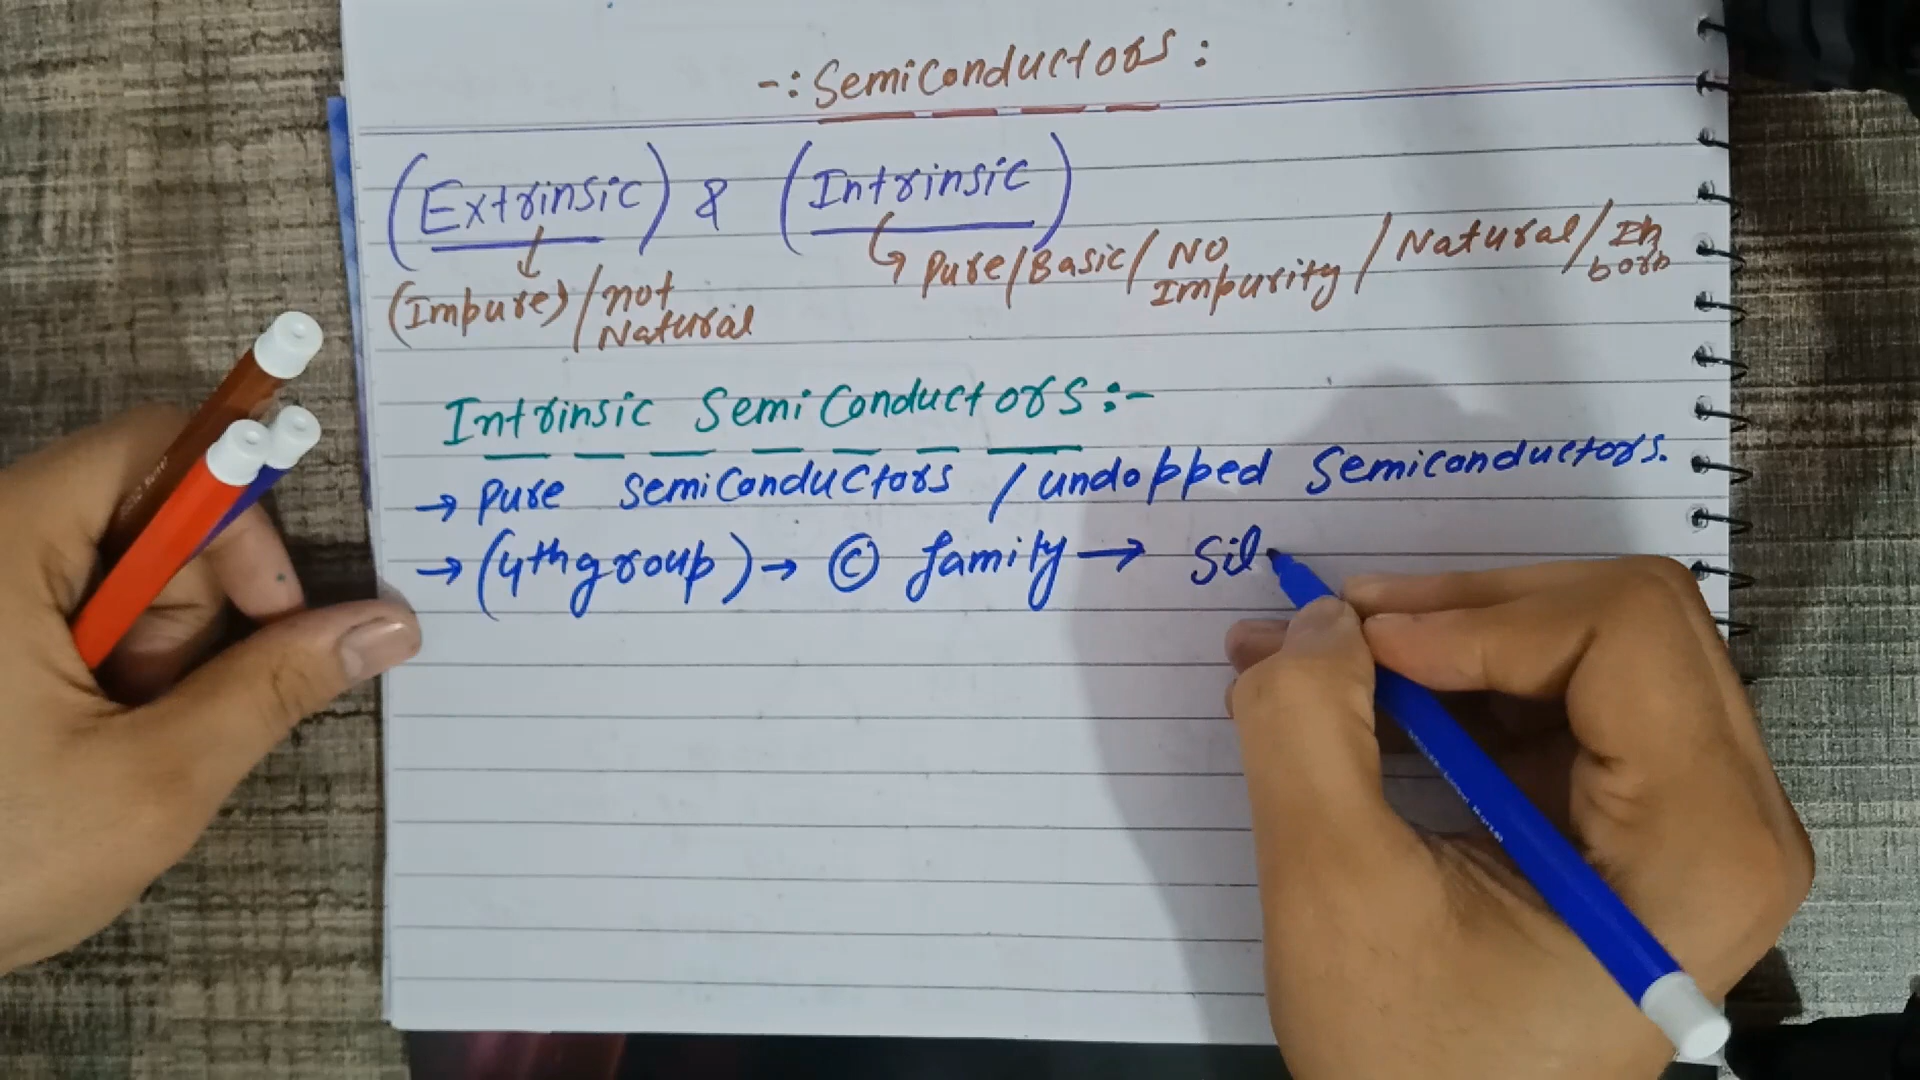 -: Semiconductors :
(Extrinsic) & (Intrinsic)
↳ Pure/Basic/No Impurity/Natural/In born
(Impure)/not Natural
Intrinsic Semiconductors:-
→ Pure semiconductors / undopped Semiconductors.
→ (4th group) → © family → Sil